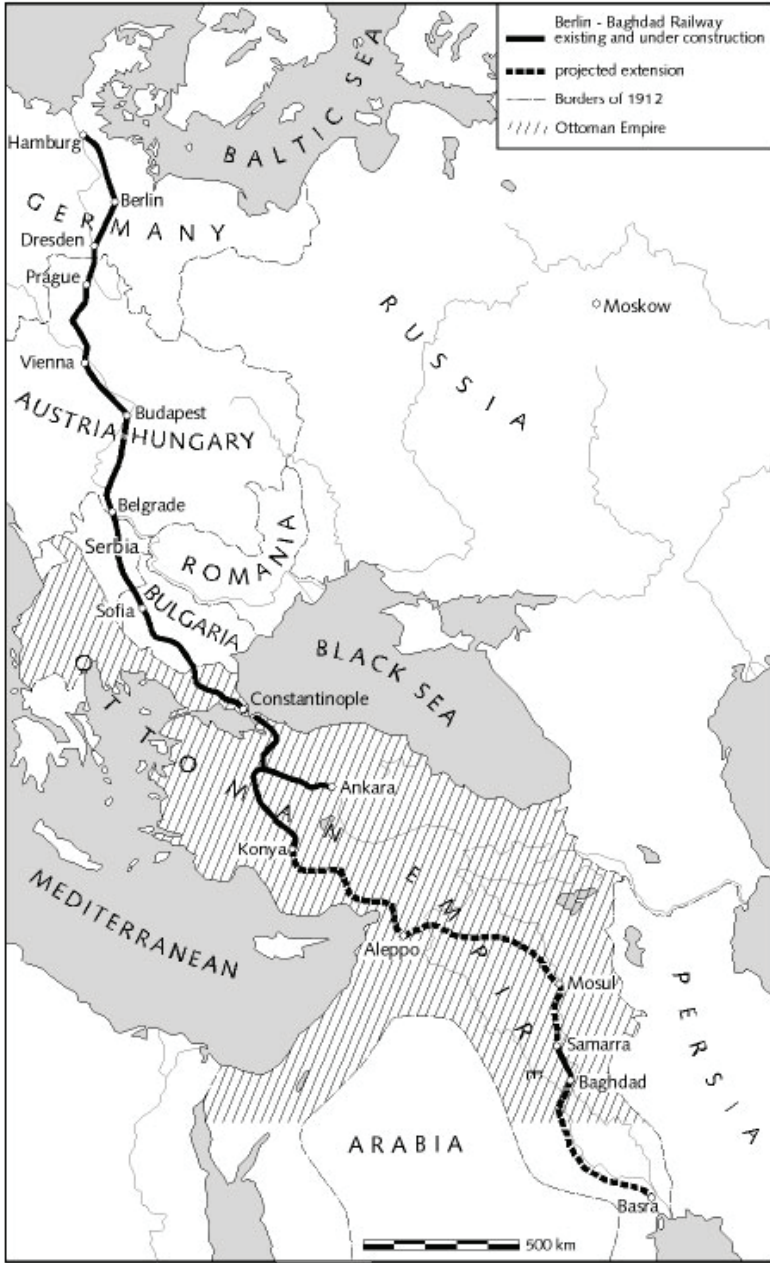 Berlin - Baghdad Railway
existing and under construction
projected extension
Borders of 1912
Ottoman Empire
BALTIC SEA
Hamburg
Berlin
GERMANY
Dresden
Prague
Moskow
RUSSIA
Vienna
Budapest
AUSTRIA HUNGARY
Belgrade
Serbia
ROMANIA
Sofia
BULGARIA
BLACK SEA
Constantinople
OTTOMAN EMPIRE
Ankara
Konya
MEDITERRANEAN
Aleppo
Mosul
PERSIA
Samarra
Baghdad
ARABIA
Basra
500 km